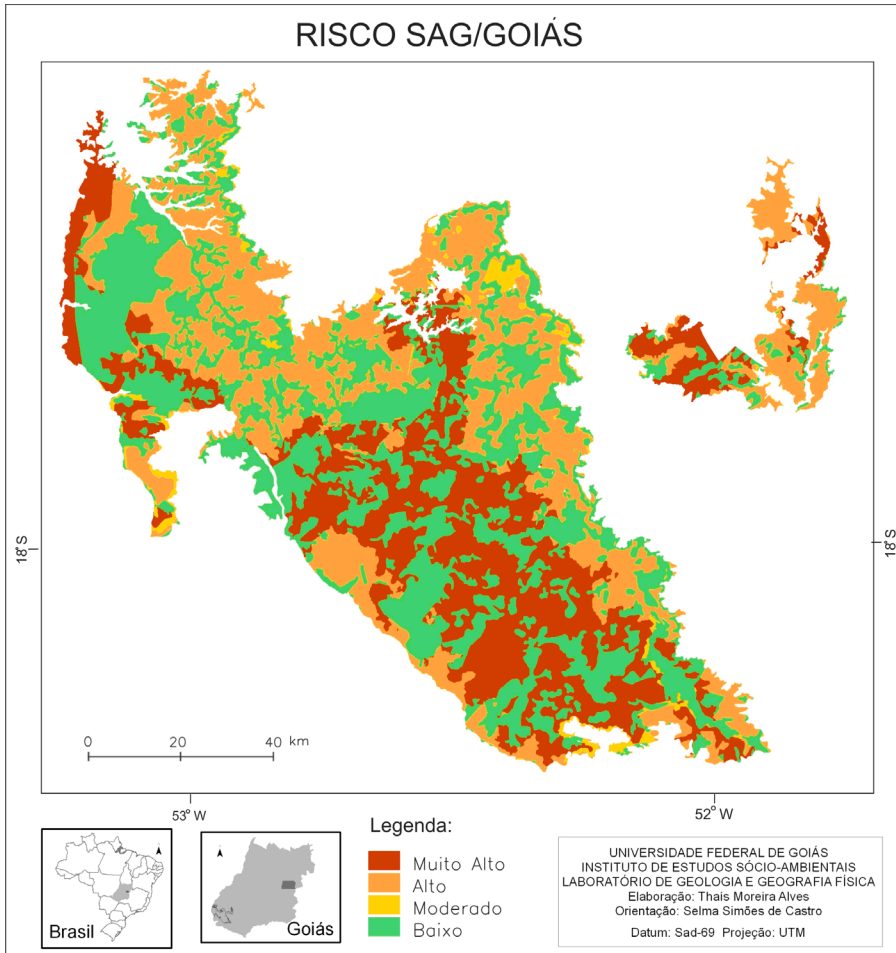 RISCO SAG/GOIÁS
18°S
18°S
0 20 40 km
53°W
52°W
Brasil
Goiás
Legenda:
Muito Alto
Alto
Moderado
Baixo
UNIVERSIDADE FEDERAL DE GOIÁS
INSTITUTO DE ESTUDOS SÓCIO-AMBIENTAIS
LABORATÓRIO DE GEOLOGIA E GEOGRAFIA FÍSICA
Elaboração: Thais Moreira Alves
Orientação: Selma Simões de Castro
Datum: Sad-69 Projeção: UTM